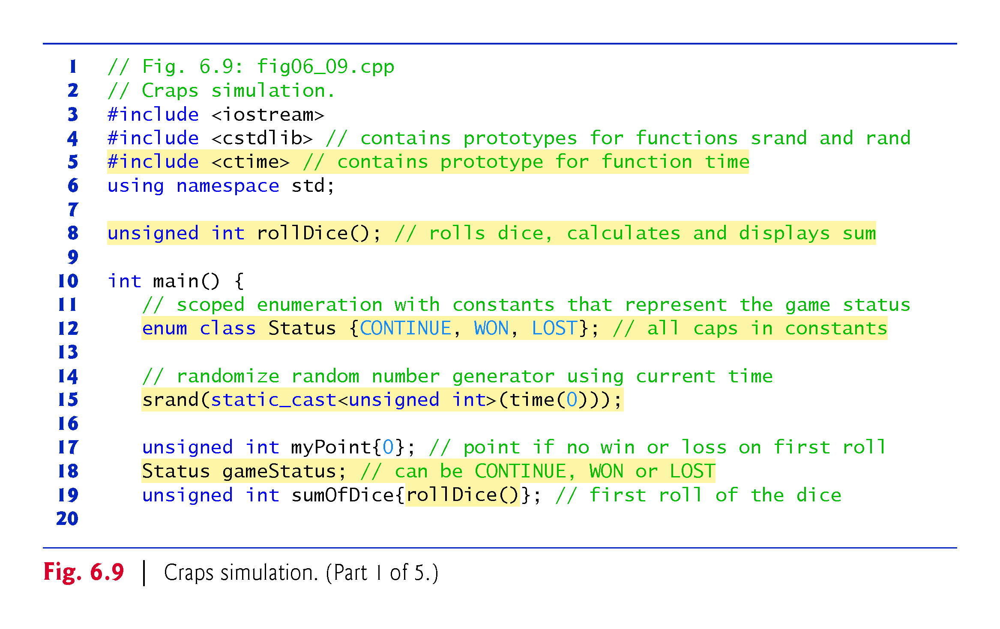 1 // Fig. 6.9: fig06_09.cpp
2 // Craps simulation.
3 #include <iostream>
4 #include <cstdlib> // contains prototypes for functions srand and rand
5 #include <ctime> // contains prototype for function time
6 using namespace std;
7
8 unsigned int rollDice(); // rolls dice, calculates and displays sum
9
10 int main() {
11    // scoped enumeration with constants that represent the game status
12    enum class Status {CONTINUE, WON, LOST}; // all caps in constants
13
14    // randomize random number generator using current time
15    srand(static_cast<unsigned int>(time(0)));
16
17    unsigned int myPoint{0}; // point if no win or loss on first roll
18    Status gameStatus; // can be CONTINUE, WON or LOST
19    unsigned int sumOfDice{rollDice()}; // first roll of the dice
20
Fig. 6.9 | Craps simulation. (Part 1 of 5.)